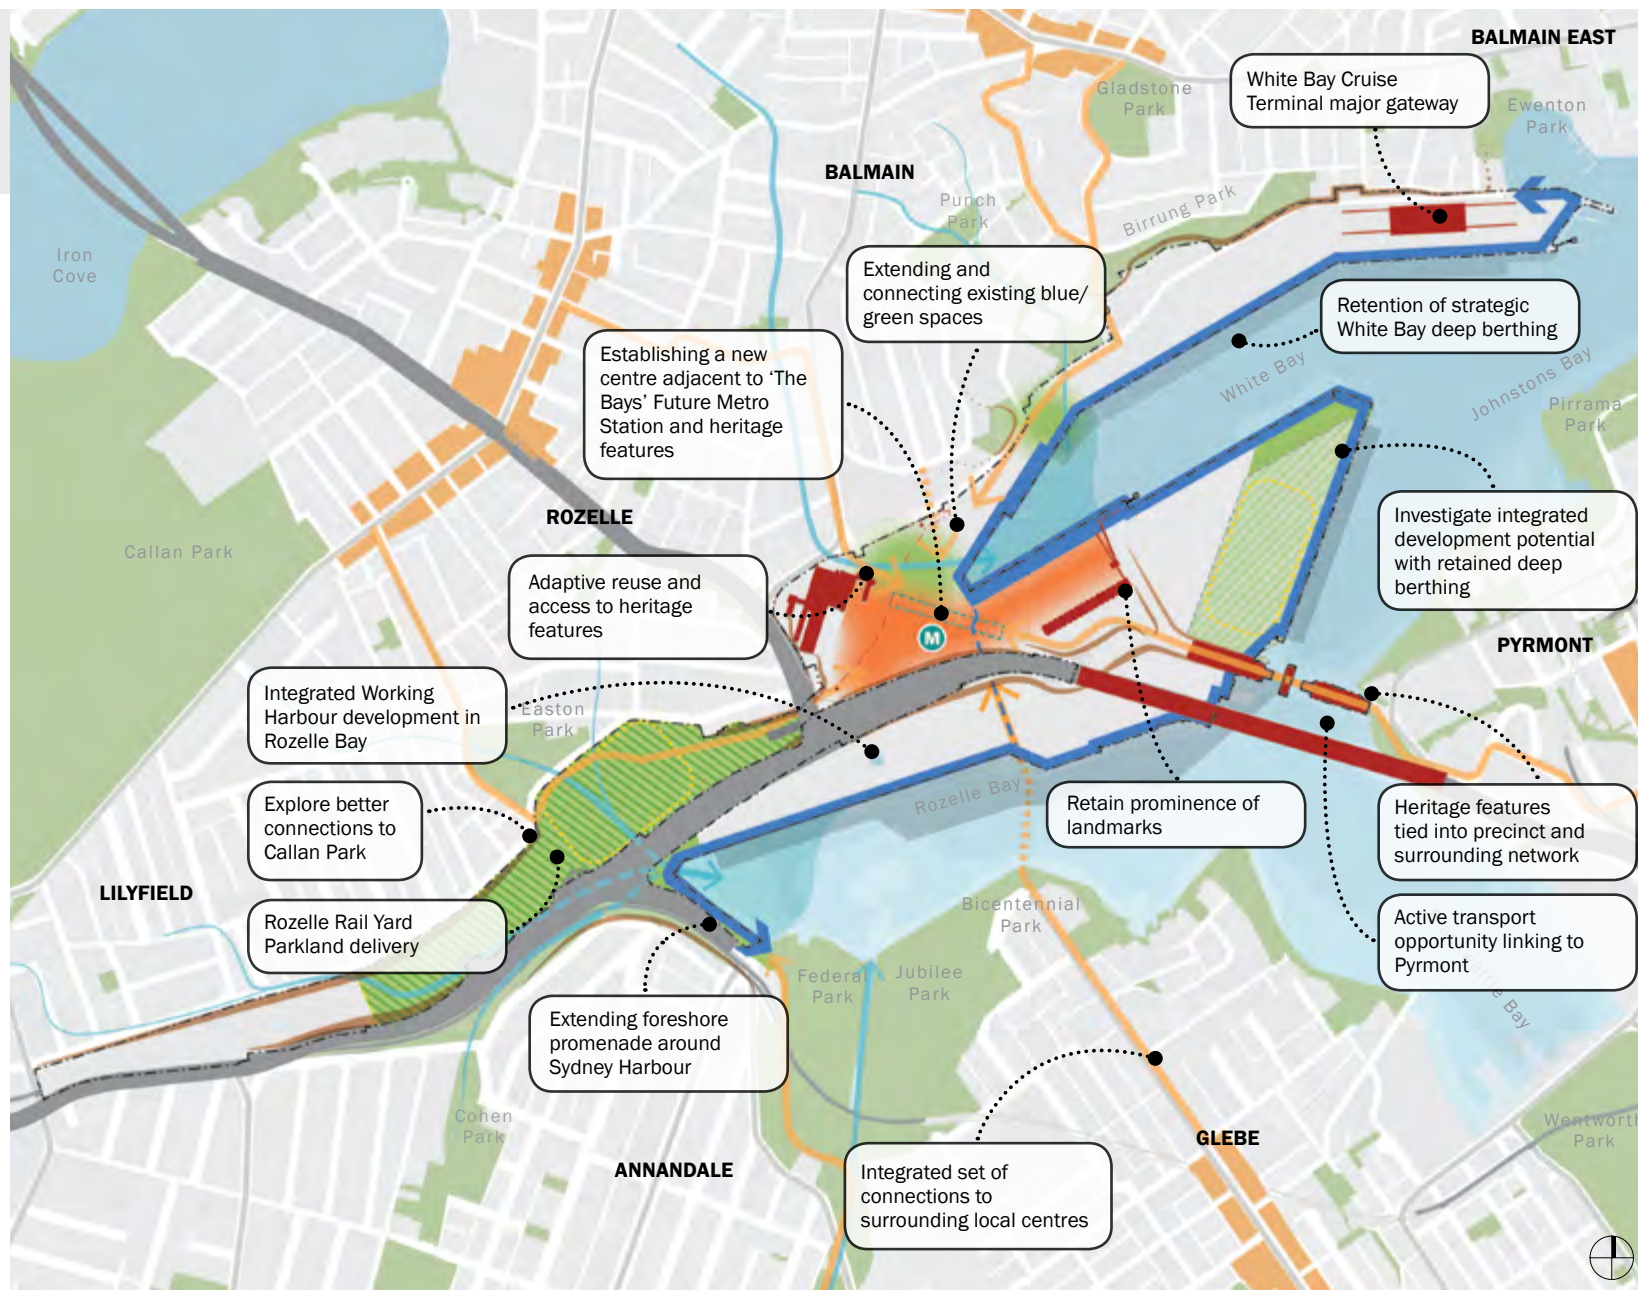 BALMAIN EAST
White Bay Cruise
Terminal major gateway
Gladstone
Park
Ewenton
Park
BALMAIN
Punch
Park
Birrung Park
Iron
Cove
Extending and
connecting existing blue/
green spaces
Retention of strategic
White Bay deep berthing
White Bay
Johnstons Bay
Pirrama
Park
Establishing a new
centre adjacent to ‘The
Bays’ Future Metro
Station and heritage
features
ROZELLE
Callan Park
Investigate integrated
development potential
with retained deep
berthing
Adaptive reuse and
access to heritage
features
M
PYRMONT
Integrated Working
Harbour development in
Rozelle Bay
Easton
Park
Rozelle Bay
Retain prominence of
landmarks
Heritage features
tied into precinct and
surrounding network
Explore better
connections to
Callan Park
LILYFIELD
Rozelle Rail Yard
Parkland delivery
Bicentennial
Park
Active transport
opportunity linking to
Pyrmont
Bay
Federal
Park
Jubilee
Park
Extending foreshore
promenade around
Sydney Harbour
Cohen
Park
ANNANDALE
GLEBE
Wentworth
Park
Integrated set of
connections to
surrounding local centres